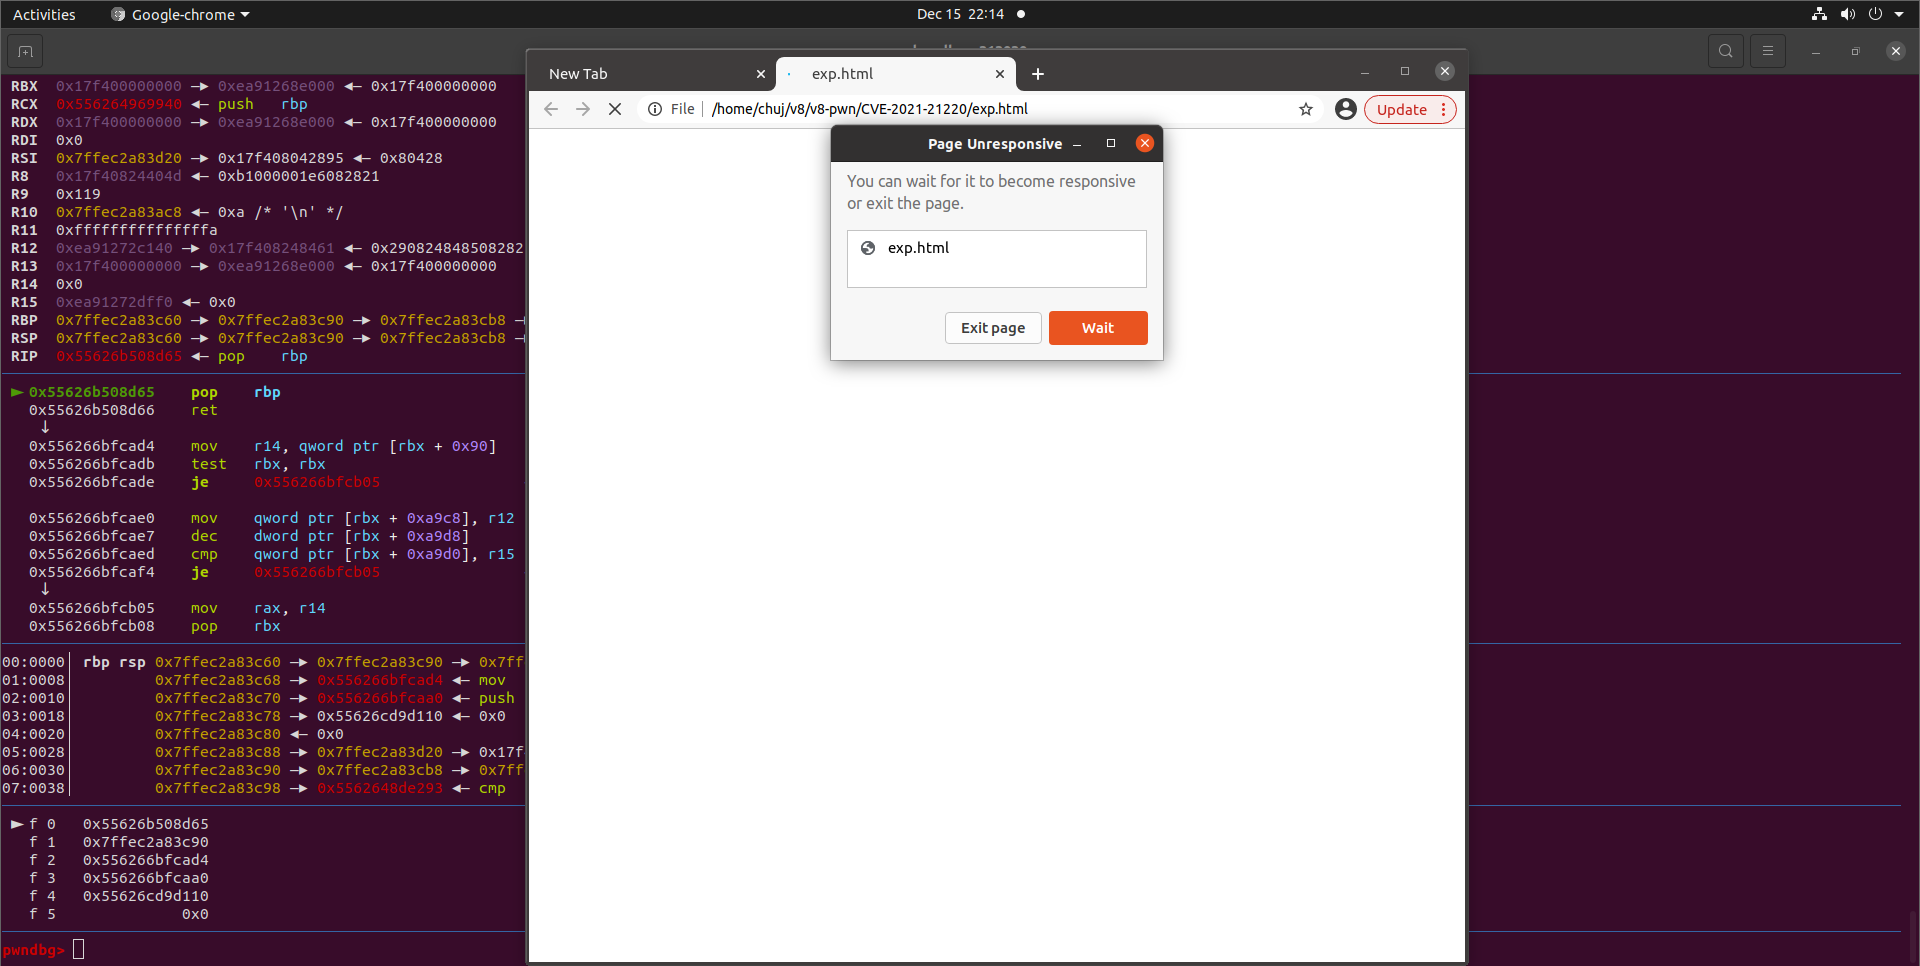 Activities Google-chrome Dec 15 22:14
RBX 0x17f400000000 —▸ 0xea91268e000 ◂— 0x17f400000000
RCX 0x556264969940 ◂— push rbp
RDX 0x17f400000000 —▸ 0xea91268e000 ◂— 0x17f400000000
RDI 0x0
RSI 0x7ffec2a83d20 —▸ 0x17f408042895 ◂— 0x80428
R8 0x17f40824404d ◂— 0xb1000001e6082821
R9 0x119
R10 0x7ffec2a83ac8 ◂— 0xa /* '\n' */
R11 0xfffffffffffffffa
R12 0xea91272c140 —▸ 0x17f408248461 ◂— 0x290824848508282
R13 0x17f400000000 —▸ 0xea91268e000 ◂— 0x17f400000000
R14 0x0
R15 0xea91272dff0 ◂— 0x0
RBP 0x7ffec2a83c60 —▸ 0x7ffec2a83c90 —▸ 0x7ffec2a83cb8 —
RSP 0x7ffec2a83c60 —▸ 0x7ffec2a83c90 —▸ 0x7ffec2a83cb8 —
RIP 0x55626b508d65 ◂— pop rbp
► 0x55626b508d65 pop rbp
0x55626b508d66 ret
↓
0x556266bfcad4 mov r14, qword ptr [rbx + 0x90]
0x556266bfcadb test rbx, rbx
0x556266bfcade je 0x556266bfcb05
0x556266bfcae0 mov qword ptr [rbx + 0xa9c8], r12
0x556266bfcae7 dec dword ptr [rbx + 0xa9d8]
0x556266bfcaed cmp qword ptr [rbx + 0xa9d0], r15
0x556266bfcaf4 je 0x556266bfcb05
↓
0x556266bfcb05 mov rax, r14
0x556266bfcb08 pop rbx
00:0000│ rbp rsp 0x7ffec2a83c60 —▸ 0x7ffec2a83c90 —▸ 0x7ff
01:0008│ 0x7ffec2a83c68 —▸ 0x556266bfcad4 ◂— mov
02:0010│ 0x7ffec2a83c70 —▸ 0x556266bfcaa0 ◂— push
03:0018│ 0x7ffec2a83c78 —▸ 0x55626cd9d110 ◂— 0x0
04:0020│ 0x7ffec2a83c80 ◂— 0x0
05:0028│ 0x7ffec2a83c88 —▸ 0x7ffec2a83d20 —▸ 0x17f
06:0030│ 0x7ffec2a83c90 —▸ 0x7ffec2a83cb8 —▸ 0x7ff
07:0038│ 0x7ffec2a83c98 —▸ 0x5562648de293 ◂— cmp
► f 0 0x55626b508d65
f 1 0x7ffec2a83c90
f 2 0x556266bfcad4
f 3 0x556266bfcaa0
f 4 0x55626cd9d110
f 5 0x0
pwndbg>
New Tab exp.html
File /home/chuj/v8/v8-pwn/CVE-2021-21220/exp.html Update
Page Unresponsive
You can wait for it to become responsive
or exit the page.
exp.html
Exit page Wait